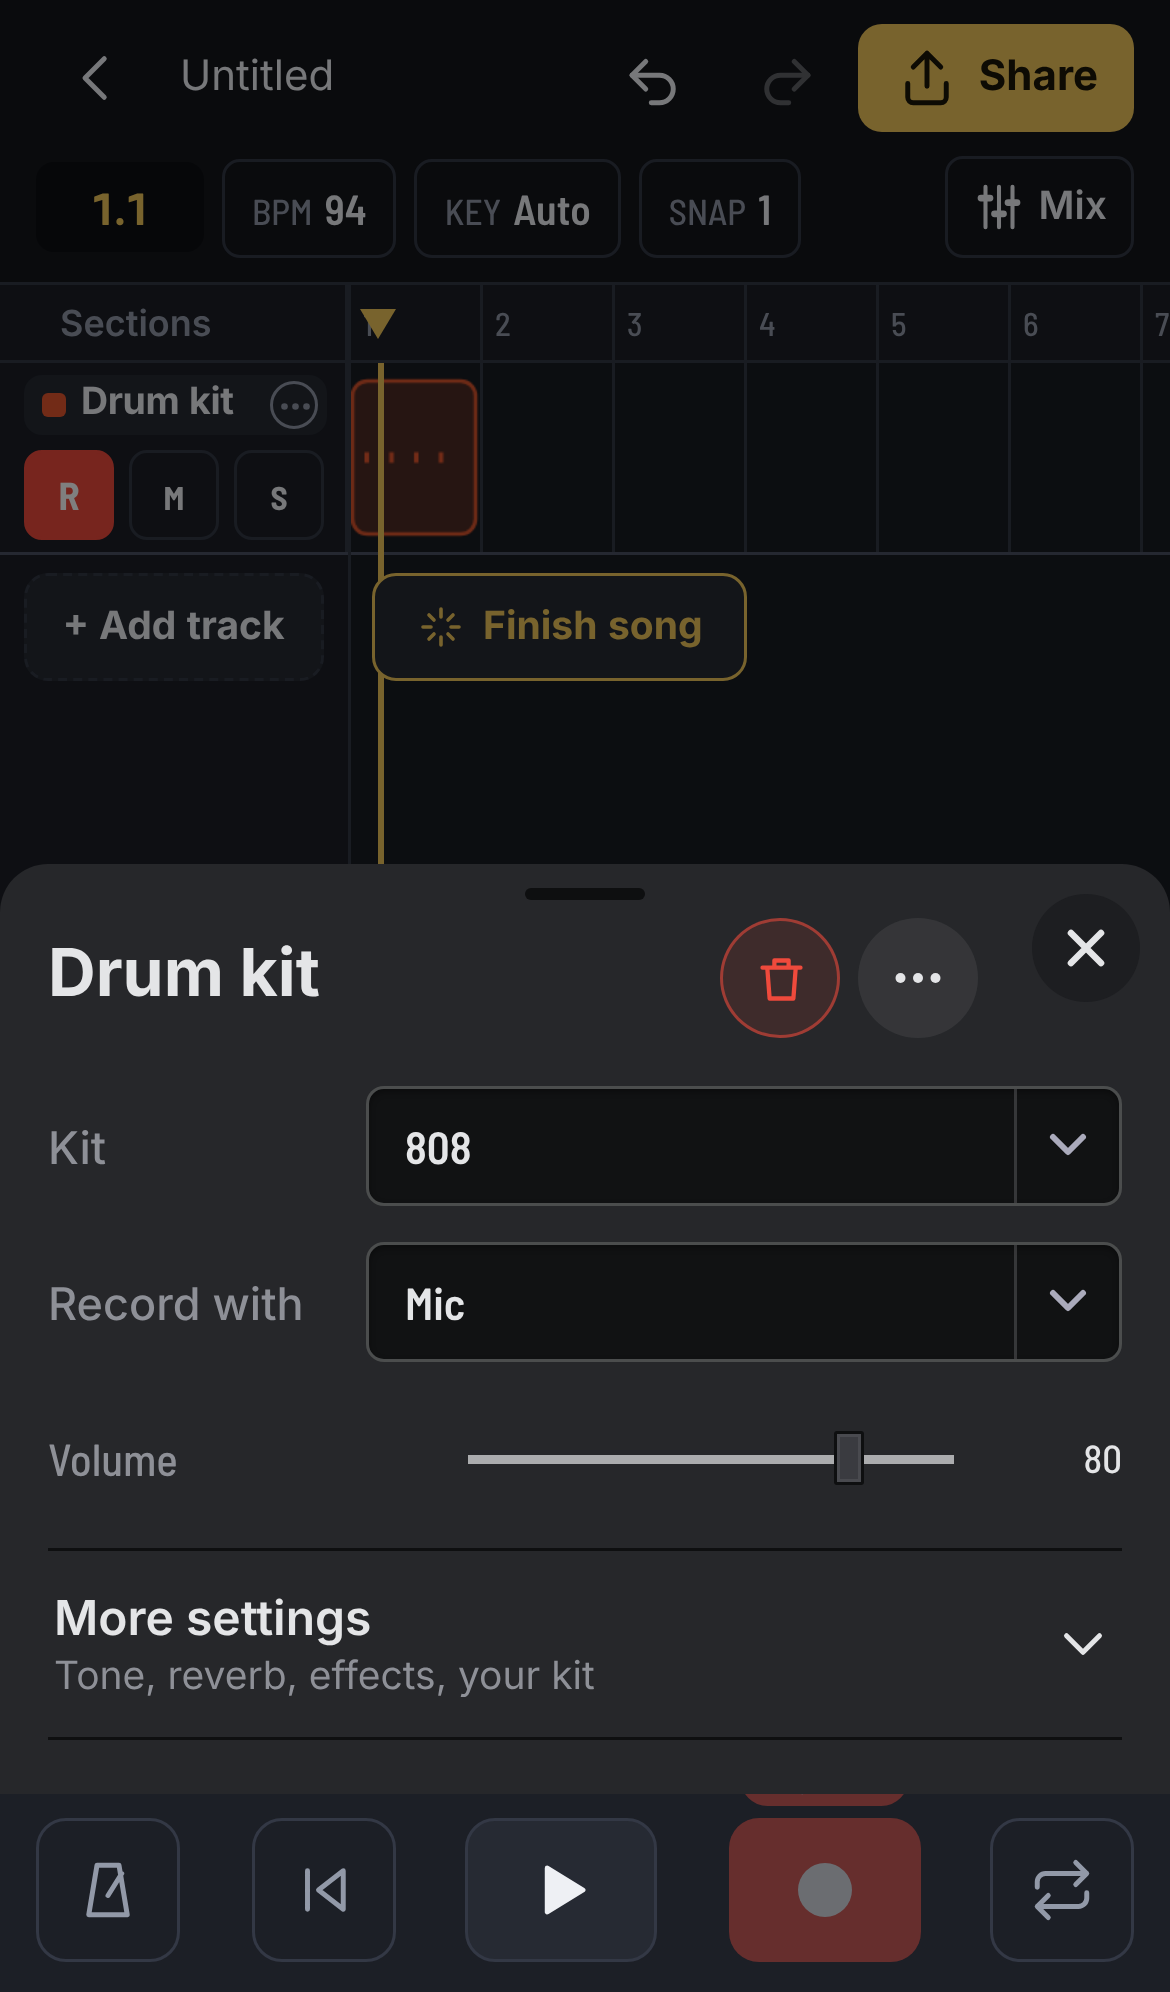 Untitled
Share
1.1
BPM 94
KEY Auto
SNAP 1
Mix
Sections
1 2 3 4 5 6 7
Drum kit
R M S
+ Add track
Finish song
Drum kit
Kit
808
Record with
Mic
Volume
80
More settings
Tone, reverb, effects, your kit